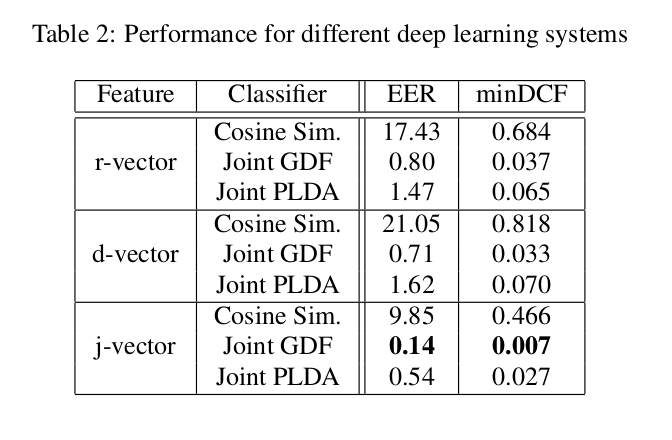 Table 2: Performance for different deep learning systems
Feature Classifier EER minDCF
Cosine Sim. 17.43 0.684
r-vector Joint GDF 0.80 0.037
Joint PLDA 1.47 0.065
Cosine Sim. 21.05 0.818
d-vector Joint GDF 0.71 0.033
Joint PLDA 1.62 0.070
Cosine Sim. 9.85 0.466
j-vector Joint GDF 0.14 0.007
Joint PLDA 0.54 0.027